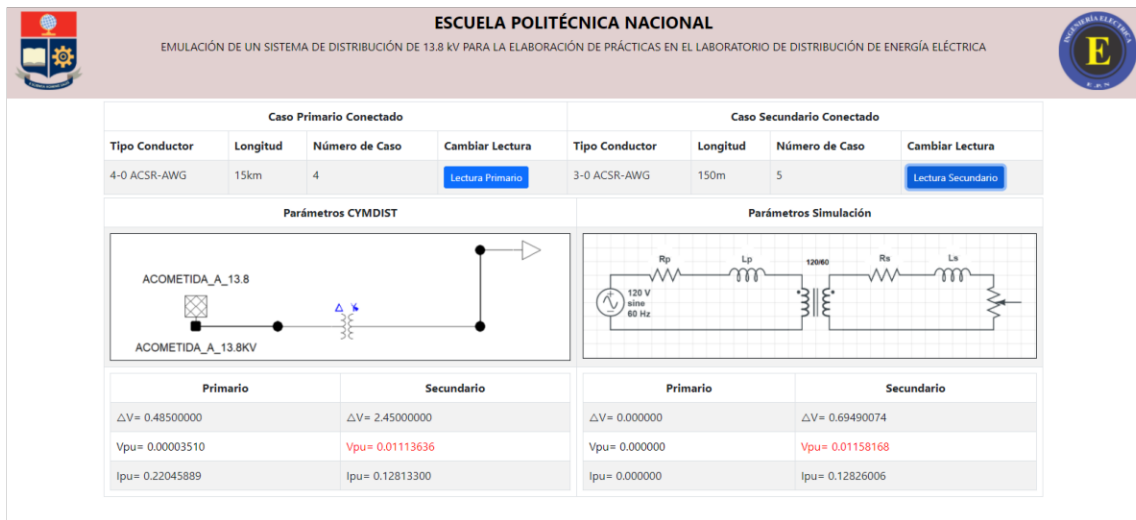 ESCUELA POLITÉCNICA NACIONAL
EMULACIÓN DE UN SISTEMA DE DISTRIBUCIÓN DE 13.8 kV PARA LA ELABORACIÓN DE PRÁCTICAS EN EL LABORATORIO DE DISTRIBUCIÓN DE ENERGÍA ELÉCTRICA
E
E.P.N
Caso Primario Conectado Caso Secundario Conectado
Tipo Conductor Longitud Número de Caso Cambiar Lectura Tipo Conductor Longitud Número de Caso Cambiar Lectura
4-0 ACSR-AWG 15km 4 Lectura Primario 3-0 ACSR-AWG 150m 5 Lectura Secundario
Parámetros CYMDIST Parámetros Simulación
ACOMETIDA_A_13.8
ACOMETIDA_A_13.8KV
Rp Lp 120/60 Rs Ls
120 V
sine
60 Hz
Primario Secundario Primario Secundario
△V= 0.48500000 △V= 2.45000000 △V= 0.000000 △V= 0.69490074
Vpu= 0.00003510 Vpu= 0.01113636 Vpu= 0.000000 Vpu= 0.01158168
Ipu= 0.22045889 Ipu= 0.12813300 Ipu= 0.000000 Ipu= 0.12826006